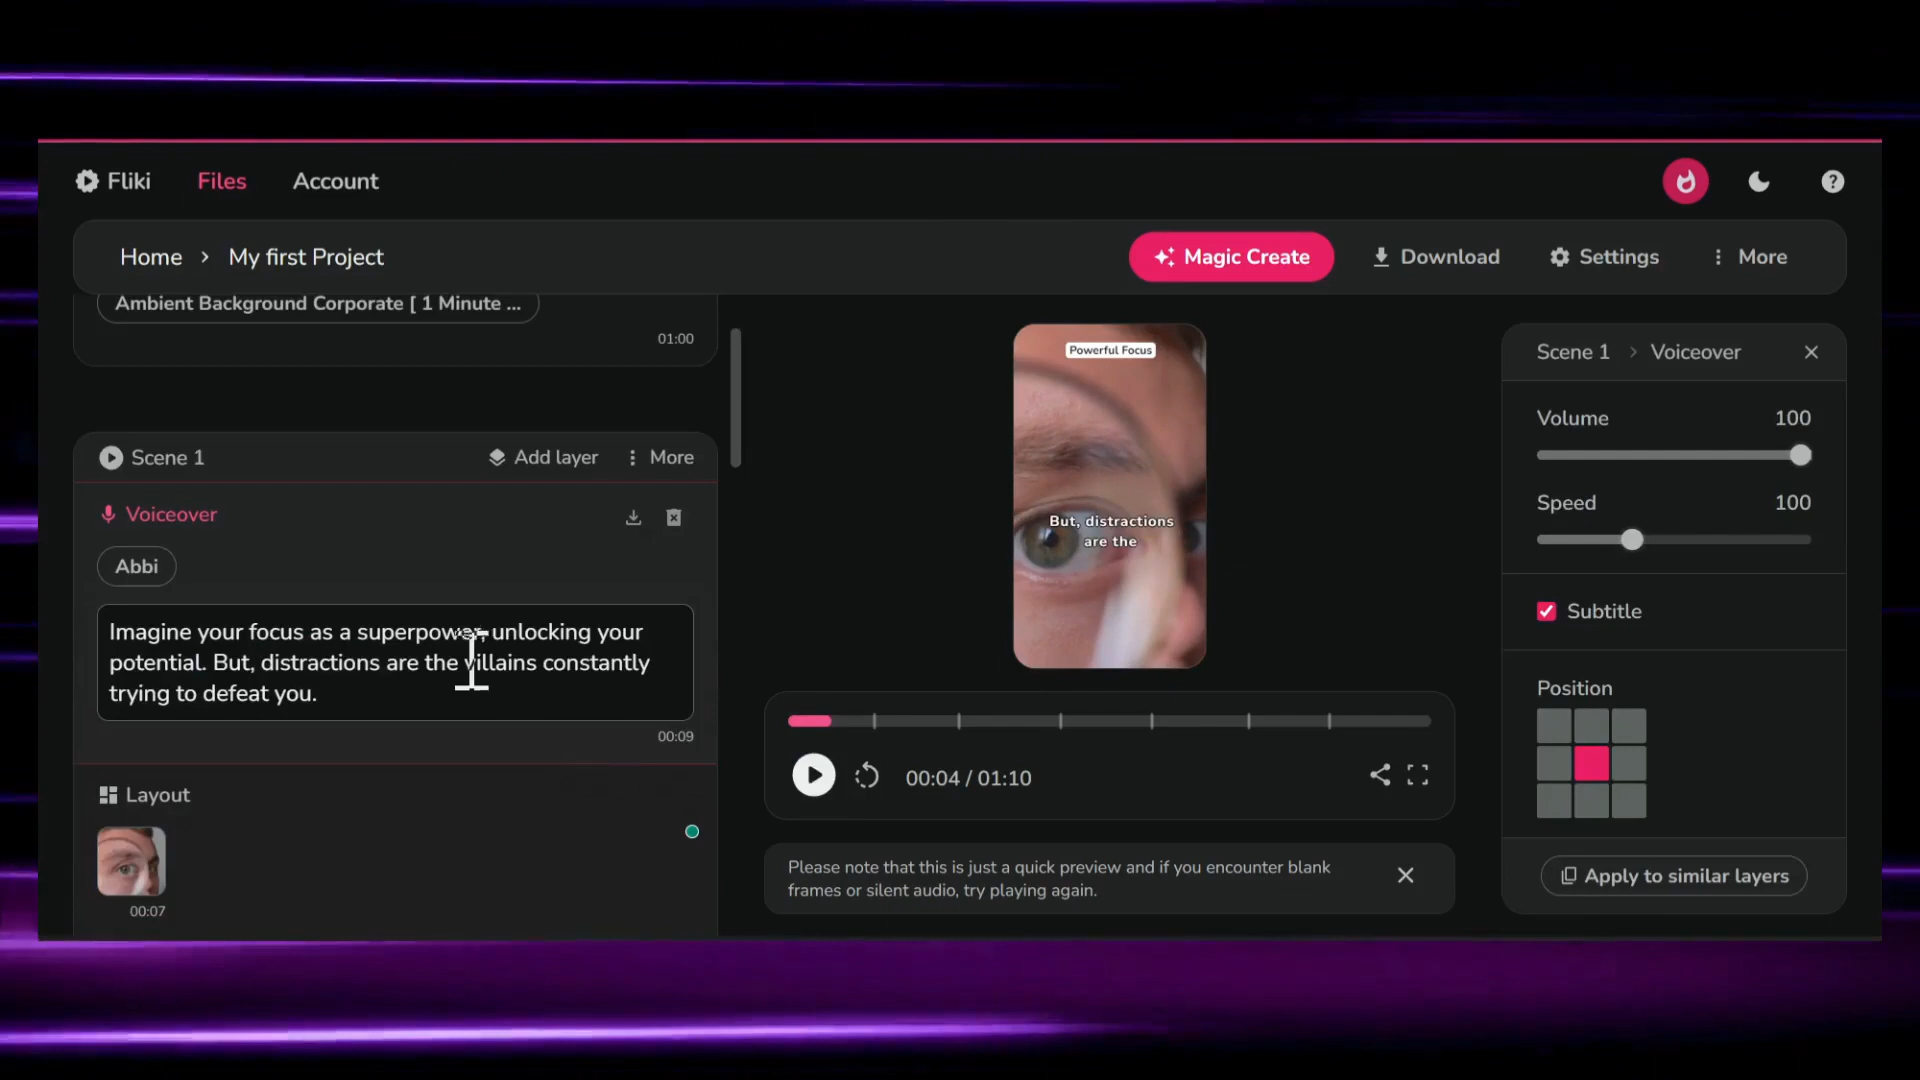 Fliki
Files
Account
Home > My first Project
Magic Create
Download
Settings
More
Ambient Background Corporate [ 1 Minute ...
01:00
Scene 1
Add layer
More
Voiceover
Abbi
Imagine your focus as a superpower, unlocking your
potential. But, distractions are the villains constantly
trying to defeat you.
00:09
Layout
00:07
Powerful Focus
But, distractions
are the
00:04 / 01:10
Please note that this is just a quick preview and if you encounter blank
frames or silent audio, try playing again.
Scene 1 > Voiceover
Volume 100
Speed 100
Subtitle
Position
Apply to similar layers